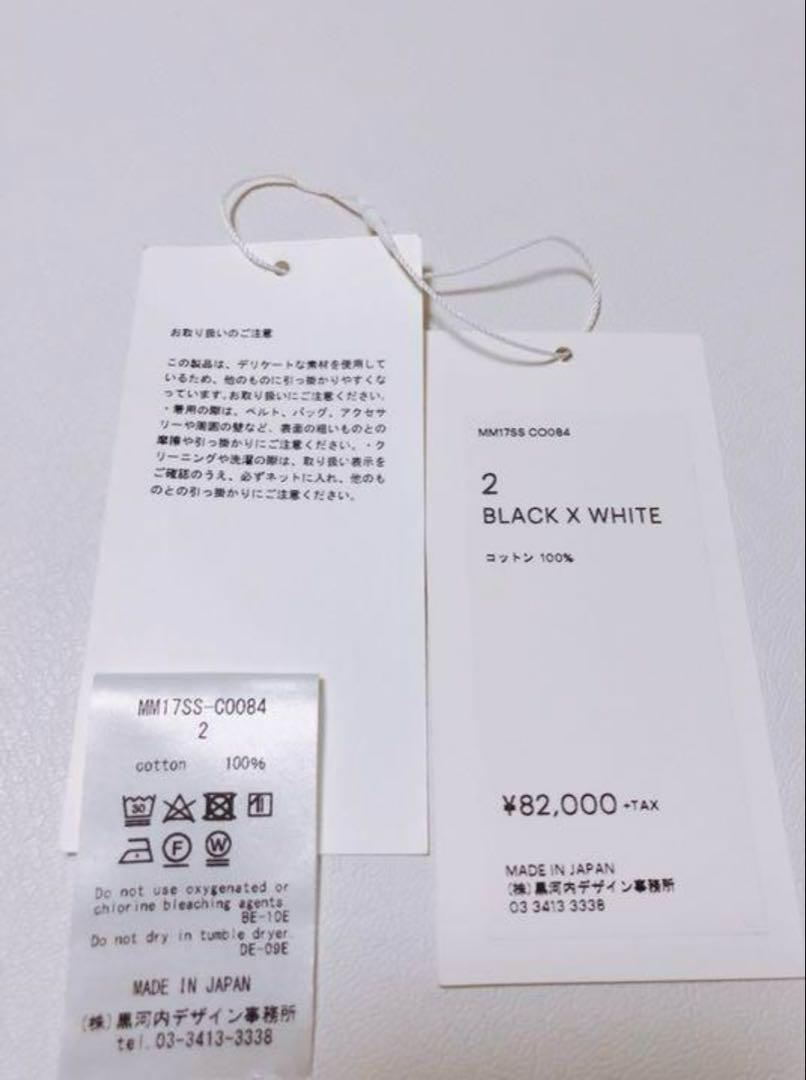 お取り扱いのご注意
この製品は、デリケートな素材を使用して
いるため、他のものに引っ掛かりやすくな
っています。お取り扱いにご注意ください。
・着用の際は、ベルト、バッグ、アクセサ
リーや周囲の壁など、表面の粗いものとの
摩擦や引っ掛かりにご注意ください。・ク
リーニングや洗濯の際は、取り扱い表示を
ご確認のうえ、必ずネットに入れ、他のも
のとの引っ掛かりにご注意ください。
MM17SS CO084
2
BLACK X WHITE
コットン 100%
¥82,000 +TAX
MADE IN JAPAN
(株)黒河内デザイン事務所
03 3413 3338
MM17SS-CO084
2
cotton 100%
30
F W
Do not use oxygenated or
chlorine bleaching agents
BE-10E
Do not dry in tumble dryer.
DE-09E
MADE IN JAPAN
(株)黒河内デザイン事務所
tel.03-3413-3338